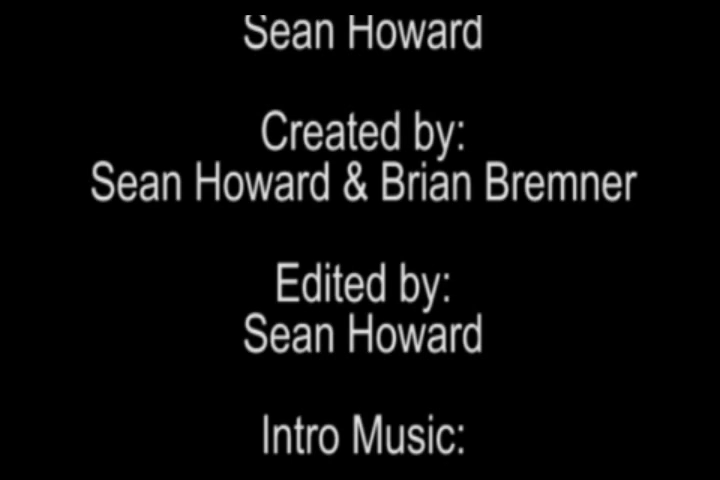 Sean Howard
Created by:
Sean Howard & Brian Bremner
Edited by:
Sean Howard
Intro Music: